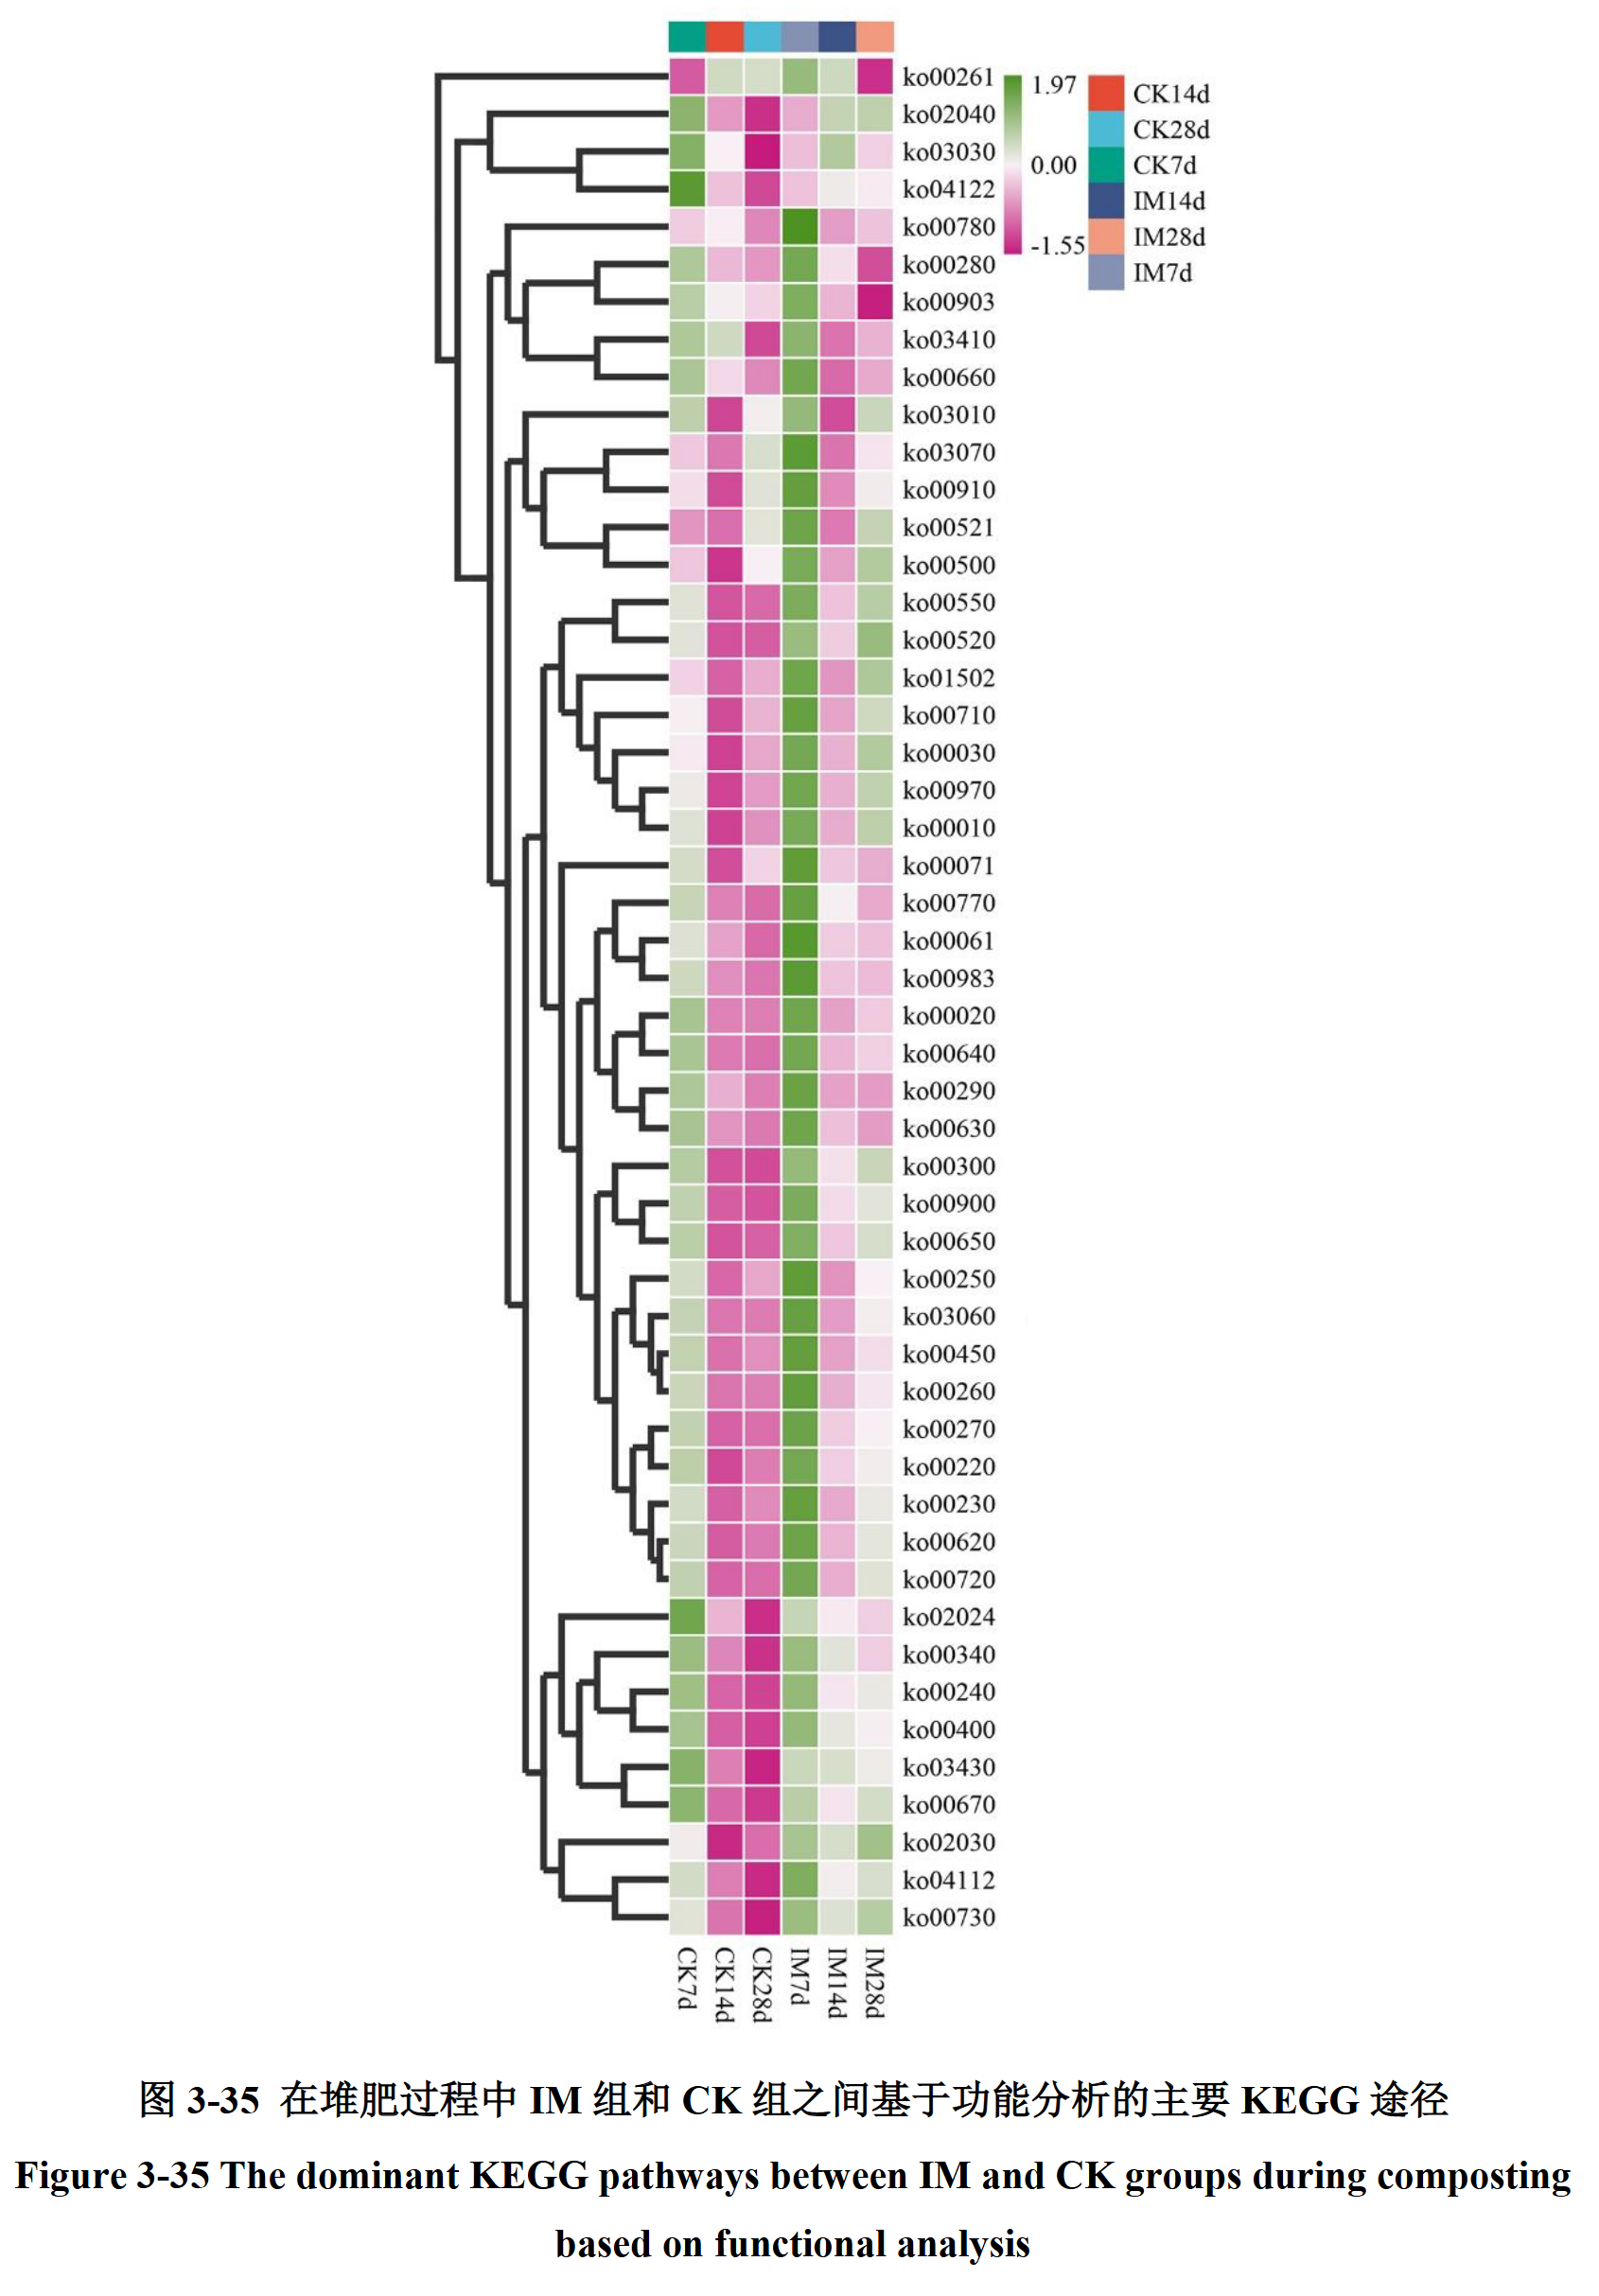 ko00261
ko02040
ko03030
ko04122
ko00780
ko00280
ko00903
ko03410
ko00660
ko03010
ko03070
ko00910
ko00521
ko00500
ko00550
ko00520
ko01502
ko00710
ko00030
ko00970
ko00010
ko00071
ko00770
ko00061
ko00983
ko00020
ko00640
ko00290
ko00630
ko00300
ko00900
ko00650
ko00250
ko03060
ko00450
ko00260
ko00270
ko00220
ko00230
ko00620
ko00720
ko02024
ko00340
ko00240
ko00400
ko03430
ko00670
ko02030
ko04112
ko00730
1.97
0.00
-1.55
CK14d
CK28d
CK7d
IM14d
IM28d
IM7d
CK7d
CK14d
CK28d
IM7d
IM14d
IM28d
图 3-35 在堆肥过程中 IM 组和 CK 组之间基于功能分析的主要 KEGG 途径
Figure 3-35 The dominant KEGG pathways between IM and CK groups during composting
based on functional analysis